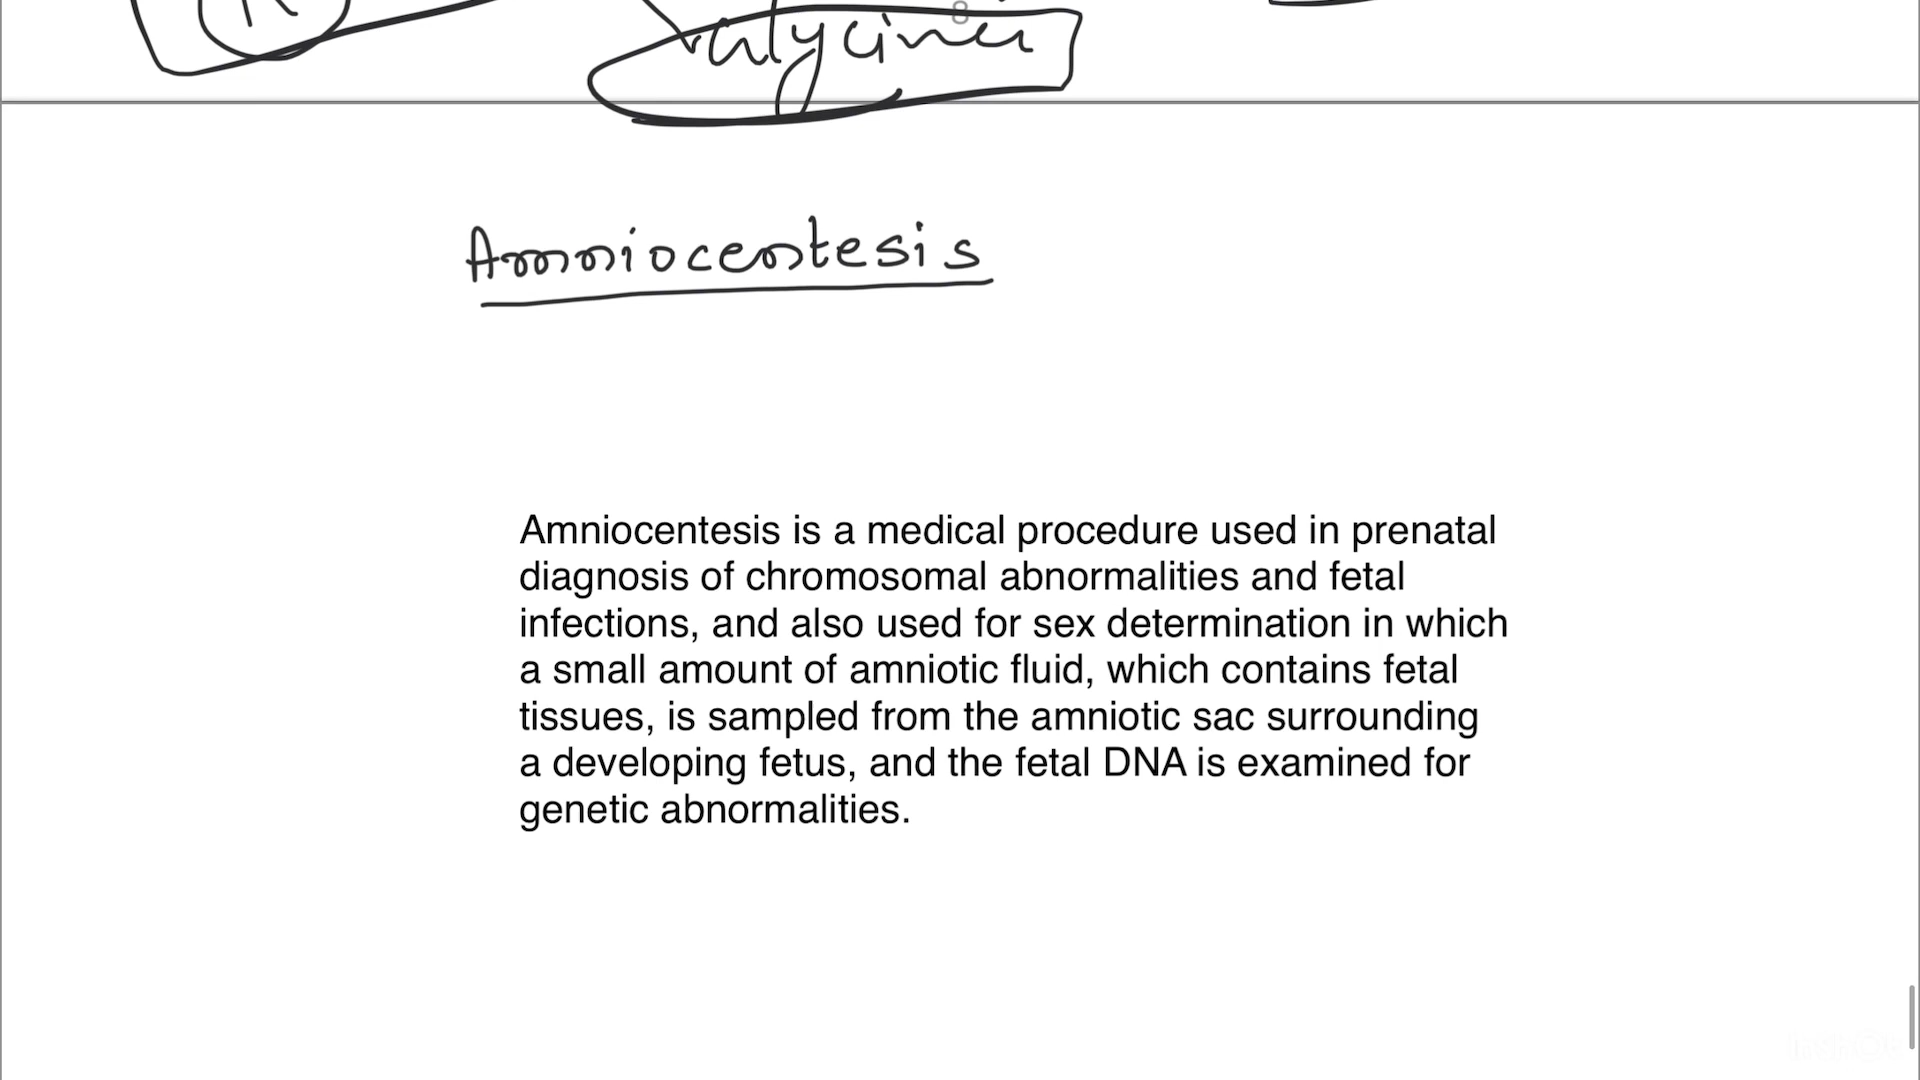 8
Amniocentesis
Amniocentesis is a medical procedure used in prenatal
diagnosis of chromosomal abnormalities and fetal
infections, and also used for sex determination in which
a small amount of amniotic fluid, which contains fetal
tissues, is sampled from the amniotic sac surrounding
a developing fetus, and the fetal DNA is examined for
genetic abnormalities.